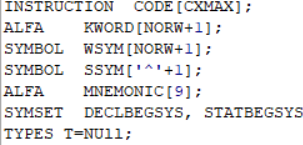 INSTRUCTION CODE[CXMAX];
ALFA KWORD[NORW+1];
SYMBOL WSYM[NORW+1];
SYMBOL SSYM['^'+1];
ALFA MNEMONIC[9];
SYMSET DECLBEGSYS, STATBEGSYS
TYPES T=NUll;